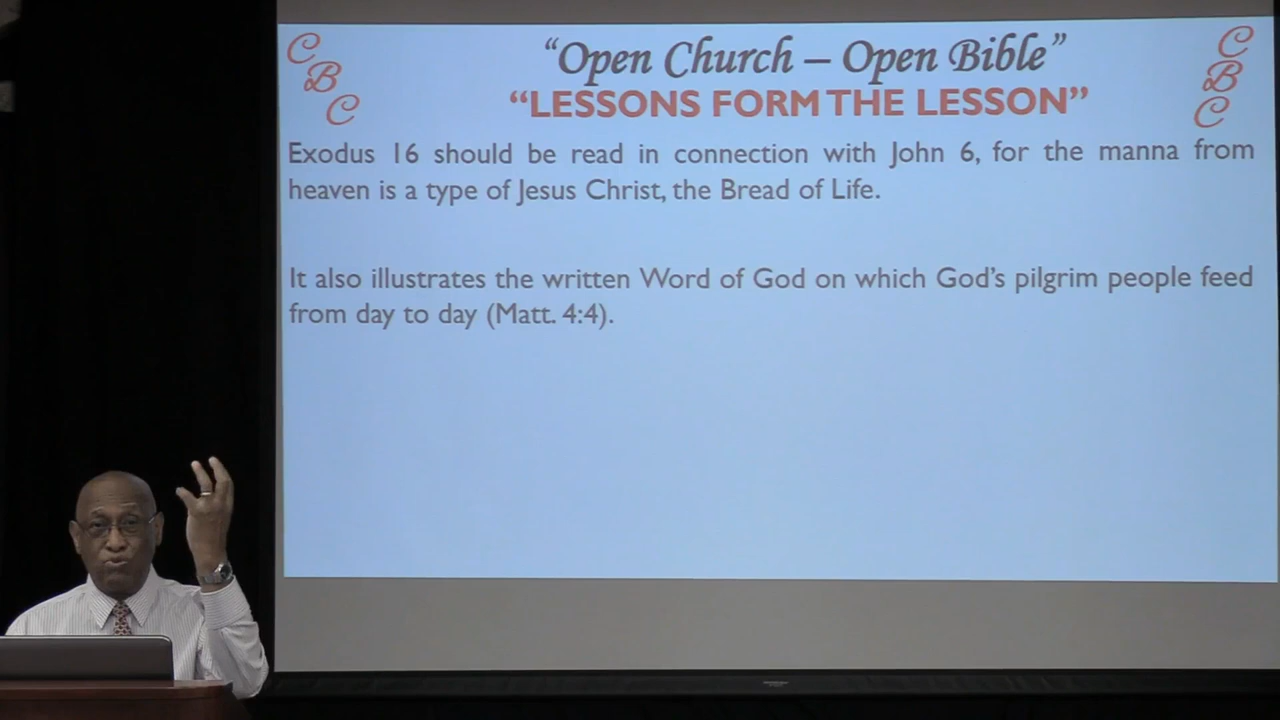 C
B
C
“Open Church – Open Bible”
“LESSONS FORM THE LESSON”
C
B
C
Exodus 16 should be read in connection with John 6, for the manna from
heaven is a type of Jesus Christ, the Bread of Life.
It also illustrates the written Word of God on which God’s pilgrim people feed
from day to day (Matt. 4:4).